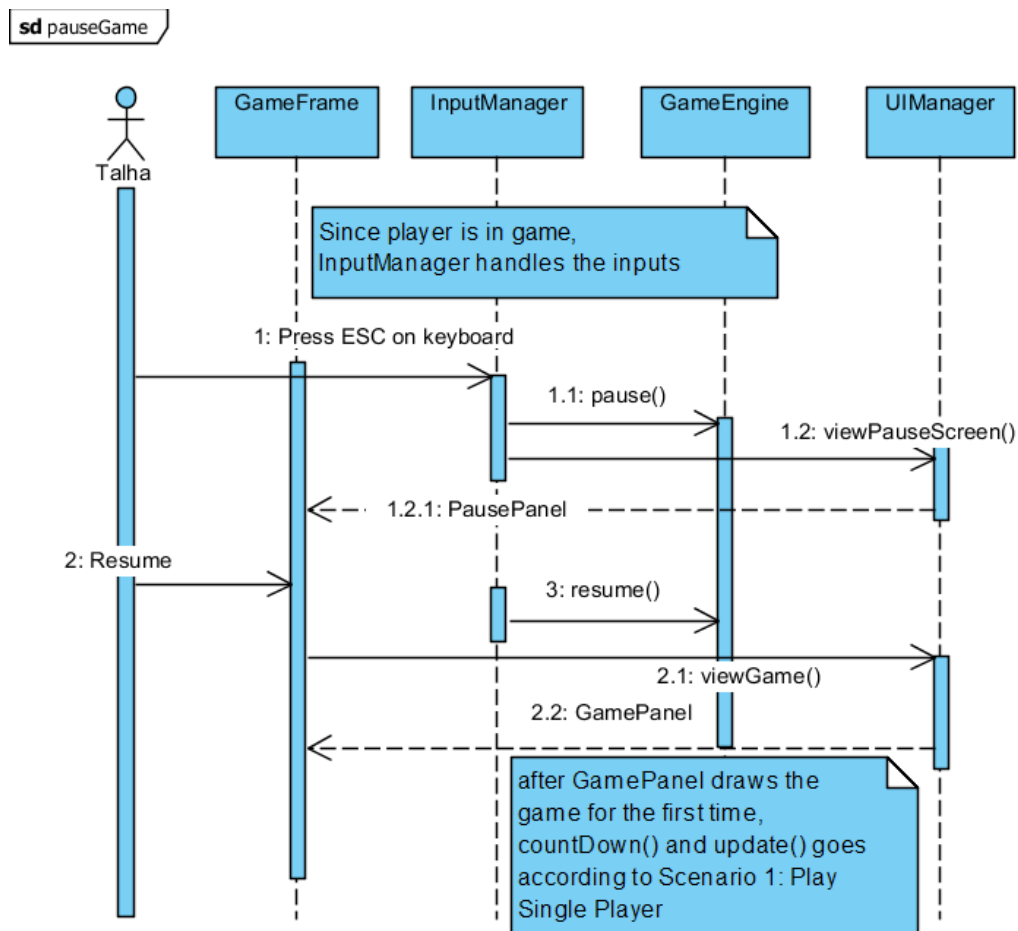 sd pauseGame
Talha
GameFrame
InputManager
GameEngine
UIManager
Since player is in game,
InputManager handles the inputs
1: Press ESC on keyboard
1.1: pause()
1.2: viewPauseScreen()
1.2.1: PausePanel
2: Resume
3: resume()
2.1: viewGame()
2.2: GamePanel
after GamePanel draws the
game for the first time,
countDown() and update() goes
according to Scenario 1: Play
Single Player